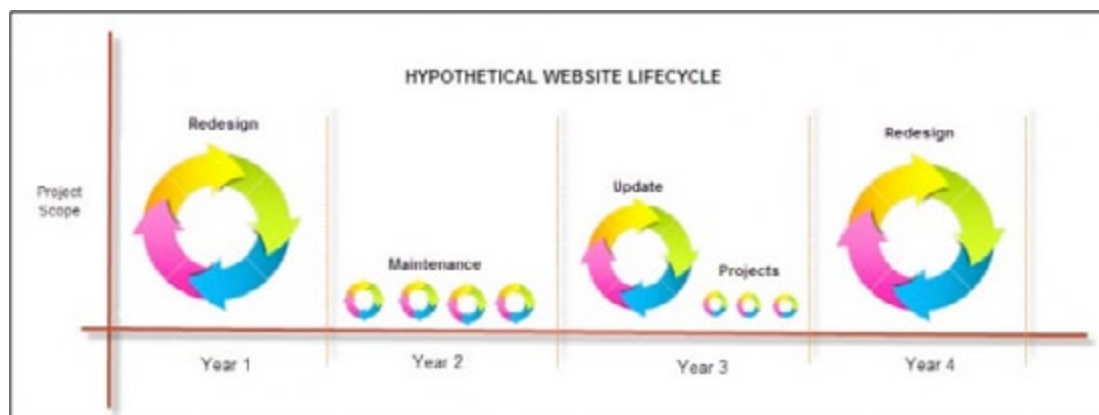 HYPOTHETICAL WEBSITE LIFECYCLE
Redesign
Redesign
Update
Project
Scope
Maintenance
Projects
Year 1
Year 2
Year 3
Year 4